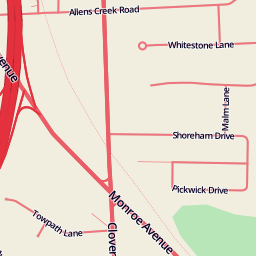 Allens Creek Road
Whitestone Lane
venue
Malm Lane
Shoreham Drive
Pickwick Drive
Monroe Avenue
Towpath Lane
Clover